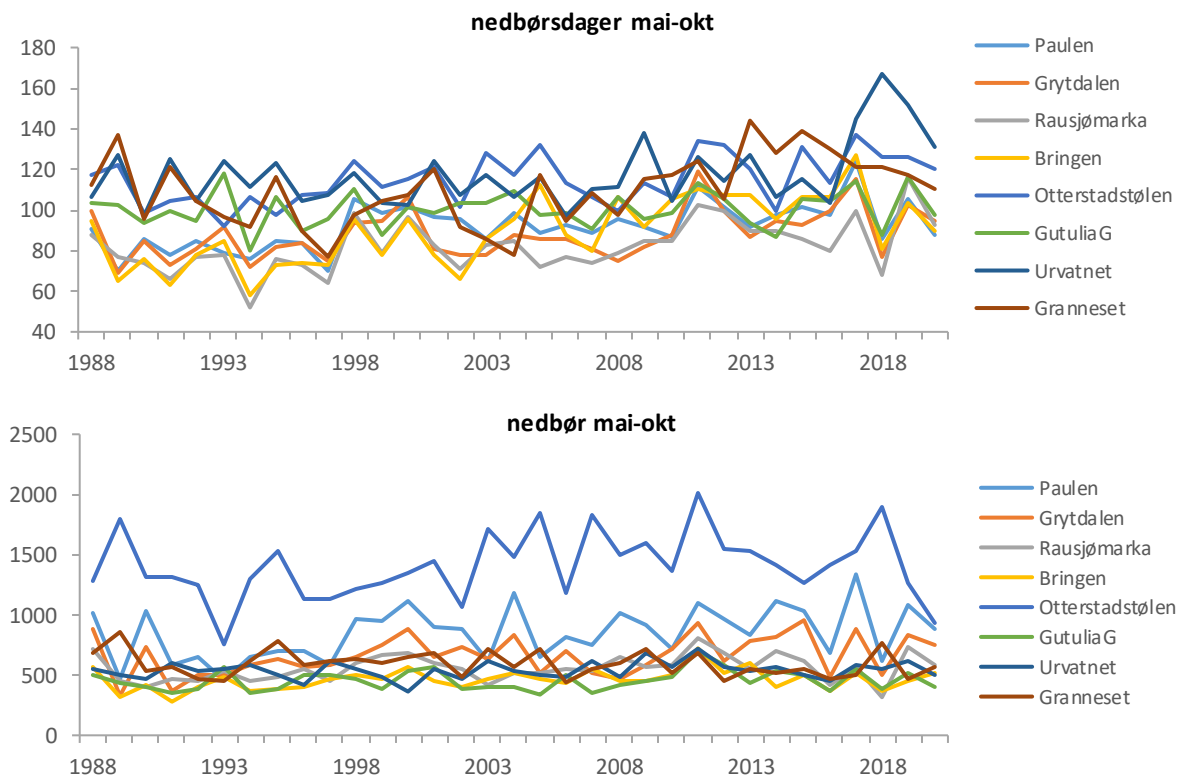 nedbørsdager mai-okt
180
160
140
120
100
80
60
40
1988
1993
1998
2003
2008
2013
2018
Paulen
Grytdalen
Rausjømarka
Bringen
Otterstadstølen
GutuliaG
Urvatnet
Granneset
nedbør mai-okt
2500
2000
1500
1000
500
0
1988
1993
1998
2003
2008
2013
2018
Paulen
Grytdalen
Rausjømarka
Bringen
Otterstadstølen
GutuliaG
Urvatnet
Granneset